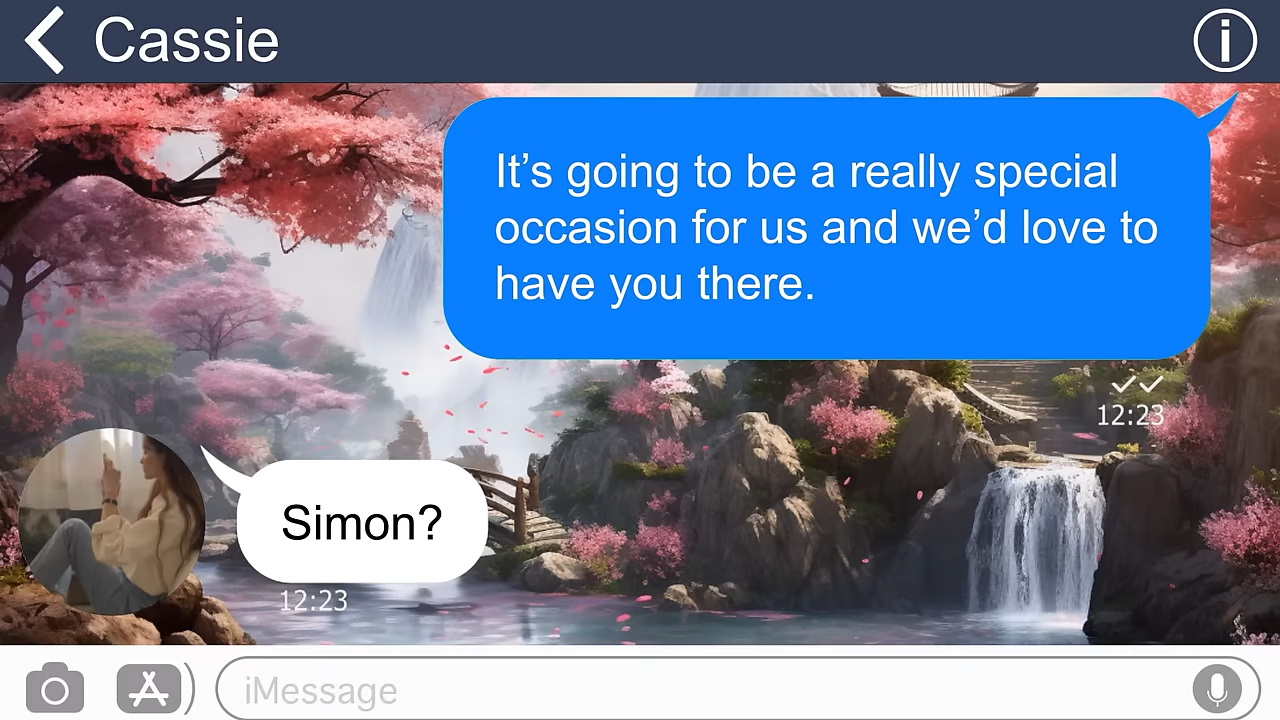 Cassie
It’s going to be a really special
occasion for us and we’d love to
have you there.
12:23
Simon?
12:23
iMessage